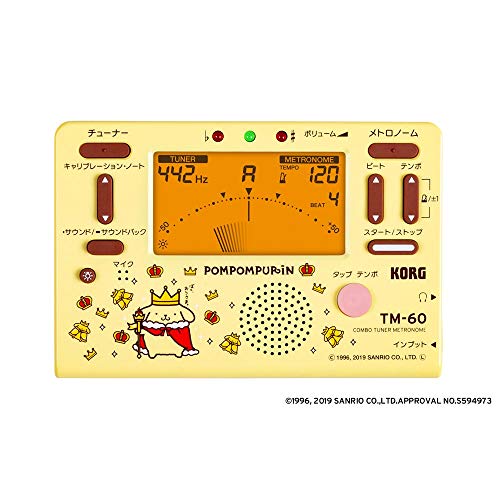 チューナー
♭
♯
ボリューム
メトロノーム
キャリブレーション・ノート
TUNER
METRONOME
ビート
テンポ
442Hz
A
TEMPO
120
/±1
4
BEAT
-50
+50
・サウンド/=サウンドバック
スタート/ストップ
マイク
POMPOMPURiN
タップ テンポ
KORG
TM-60
COMBO TUNER METRONOME
インプット
© 1996, 2019 SANRIO CO., LTD. Ⓛ
©1996, 2019 SANRIO CO.,LTD.APPROVAL NO.S594973